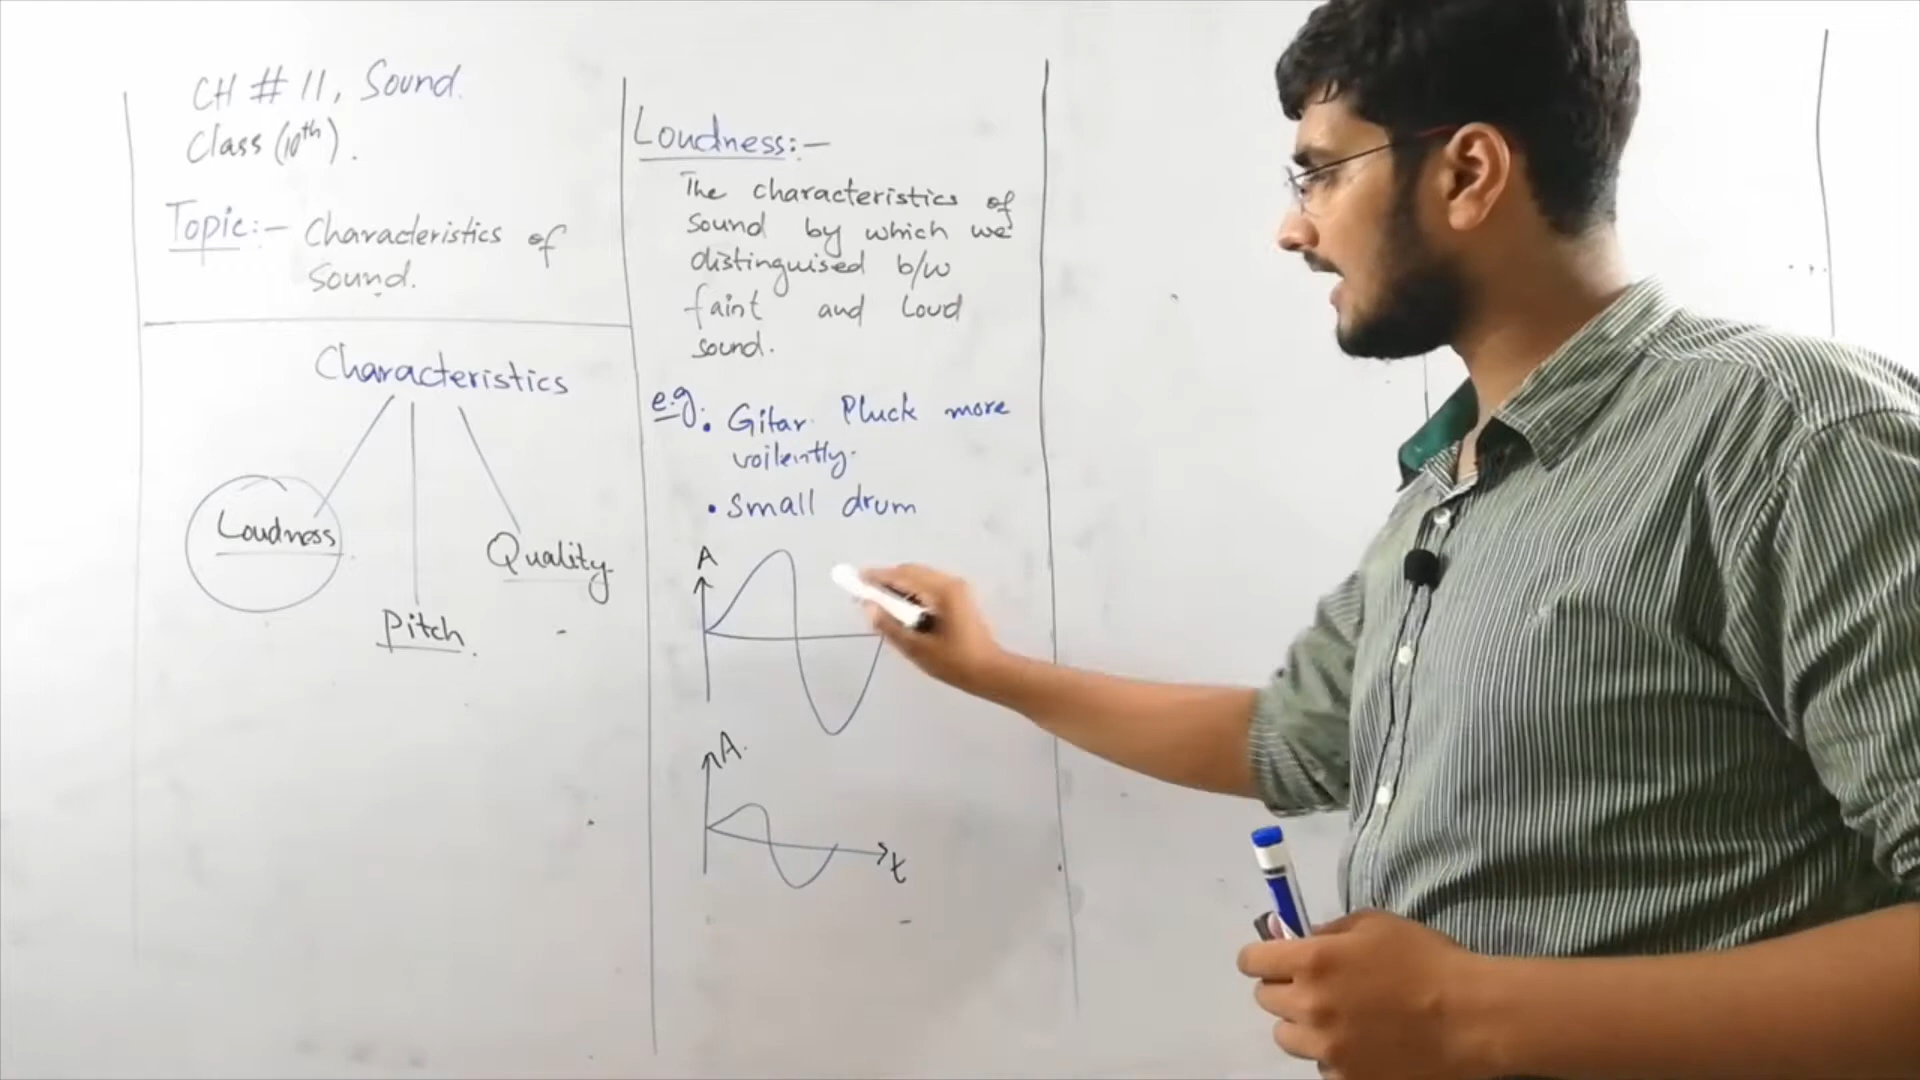 CH # 11, Sound.
Class (10th).
Topic:- Characteristics of
Sound.
Characteristics
Loudness
Pitch
Quality
Loudness:-
The characteristics of
sound by which we
distinguised b/w
faint and Loud
sound.
e.g. • Gitar Pluck more
voilently.
• Small drum
A
A.
t